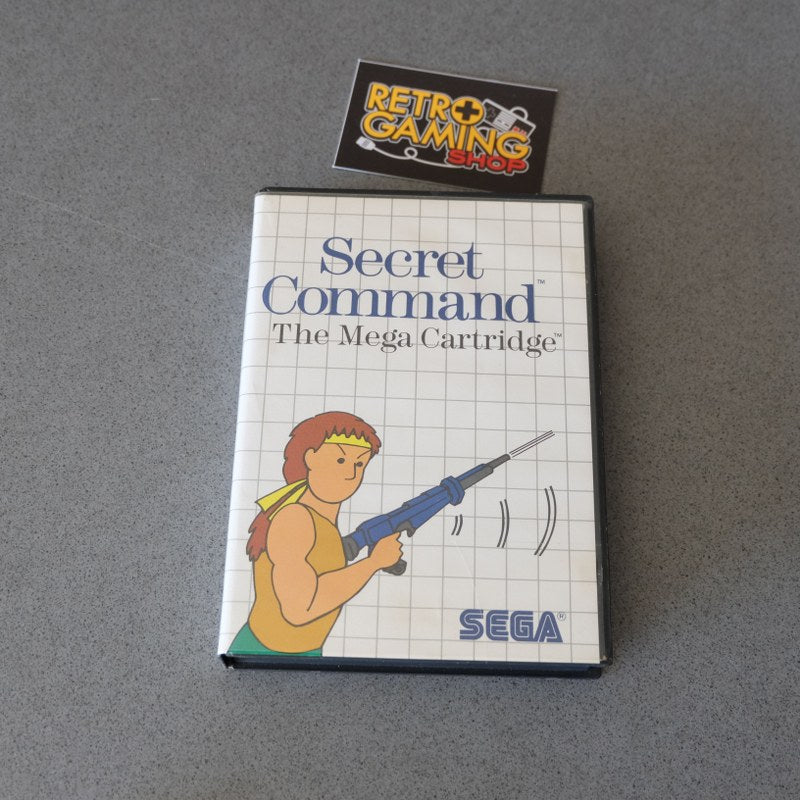 RETRO
GAMING
SHOP
Secret
Command™
The Mega Cartridge™
SEGA®